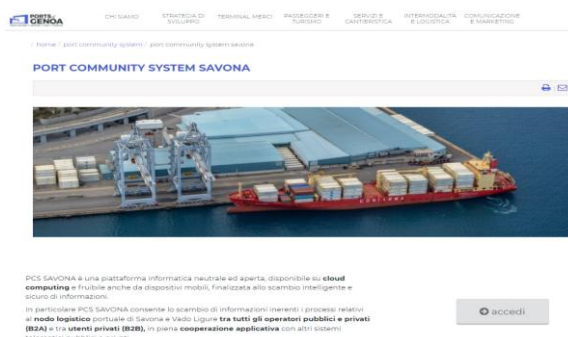 PORTS of GENOA
CHI SIAMO
STRATEGIA DI
SVILUPPO
TERMINAL MERCI
PASSEGGERI E
TURISMO
SERVIZI E
CANTIERISTICA
INTERMODALITÀ
E LOGISTICA
COMUNICAZIONE
E MARKETING
/ home / port community system / port community system savona
PORT COMMUNITY SYSTEM SAVONA
PCS SAVONA è una piattaforma informatica neutrale ed aperta, disponibile su cloud
computing e fruibile anche da dispositivi mobili, finalizzata allo scambio intelligente e
sicuro di informazioni.
In particolare PCS SAVONA consente lo scambio di informazioni inerenti i processi relativi
al nodo logistico portuale di Savona e Vado Ligure tra tutti gli operatori pubblici e privati
(B2A) e tra utenti privati (B2B), in piena cooperazione applicativa con altri sistemi
accedi